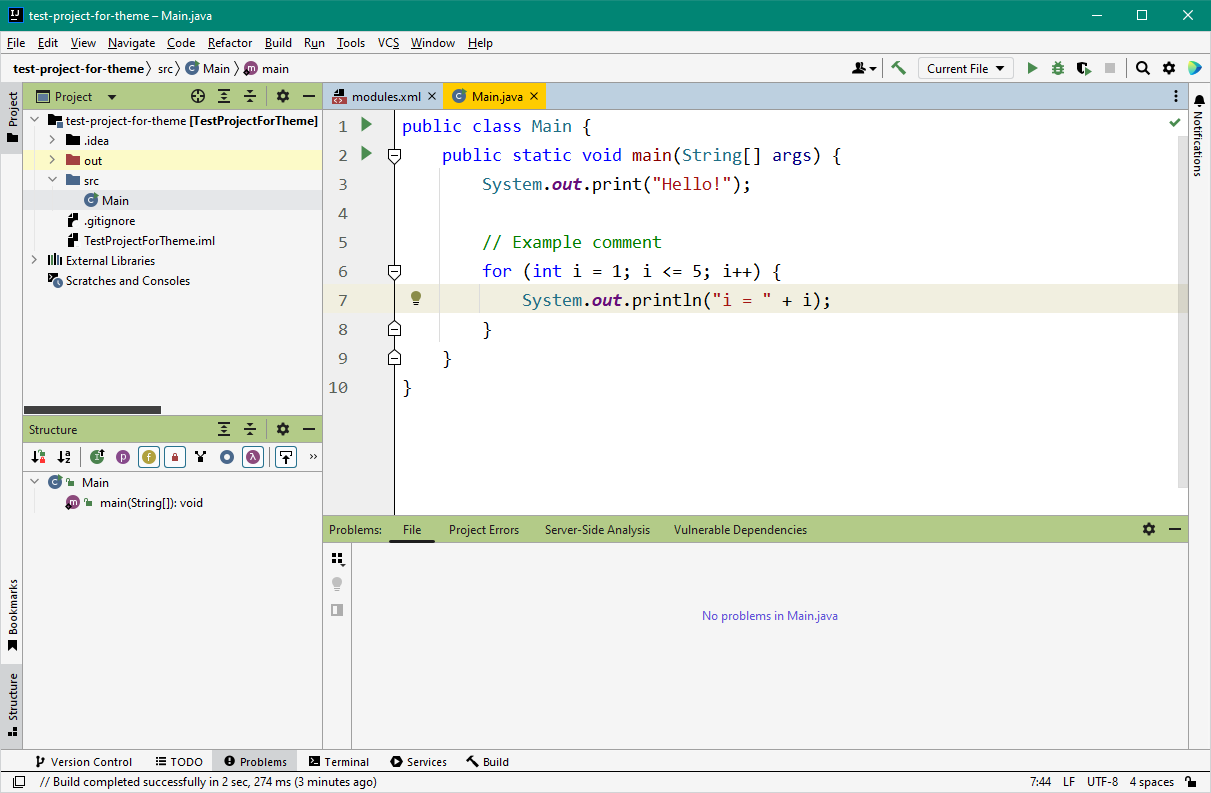 test-project-for-theme – Main.java
File Edit View Navigate Code Refactor Build Run Tools VCS Window Help
test-project-for-theme src Main main
Current File
Project
Project
modules.xml
Main.java
Notifications
test-project-for-theme [TestProjectForTheme]
.idea
out
src
Main
.gitignore
TestProjectForTheme.iml
External Libraries
Scratches and Consoles
1 public class Main {
2 public static void main(String[] args) {
3 System.out.print("Hello!");
4
5 // Example comment
6 for (int i = 1; i <= 5; i++) {
7 System.out.println("i = " + i);
8 }
9 }
10 }
Structure
Main
main(String[]): void
Bookmarks
Structure
Problems: File Project Errors Server-Side Analysis Vulnerable Dependencies
No problems in Main.java
Version Control TODO Problems Terminal Services Build
// Build completed successfully in 2 sec, 274 ms (3 minutes ago)
7:44 LF UTF-8 4 spaces